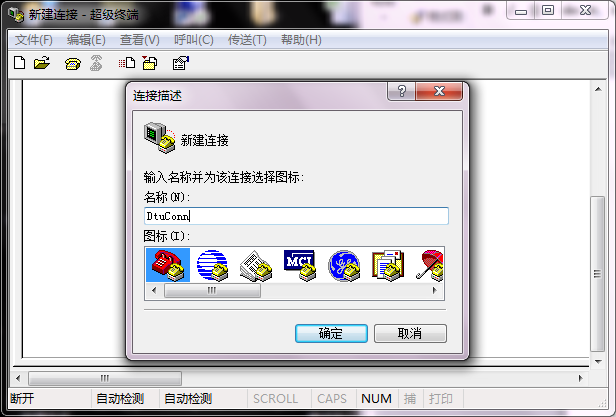 新建连接 - 超级终端
文件(F) 编辑(E) 查看(V) 呼叫(C) 传送(T) 帮助(H)
连接描述
新建连接
输入名称并为该连接选择图标:
名称(N):
DtuConn
图标(I):
MCI
确定 取消
断开 自动检测 自动检测 SCROLL CAPS NUM 捕 打印